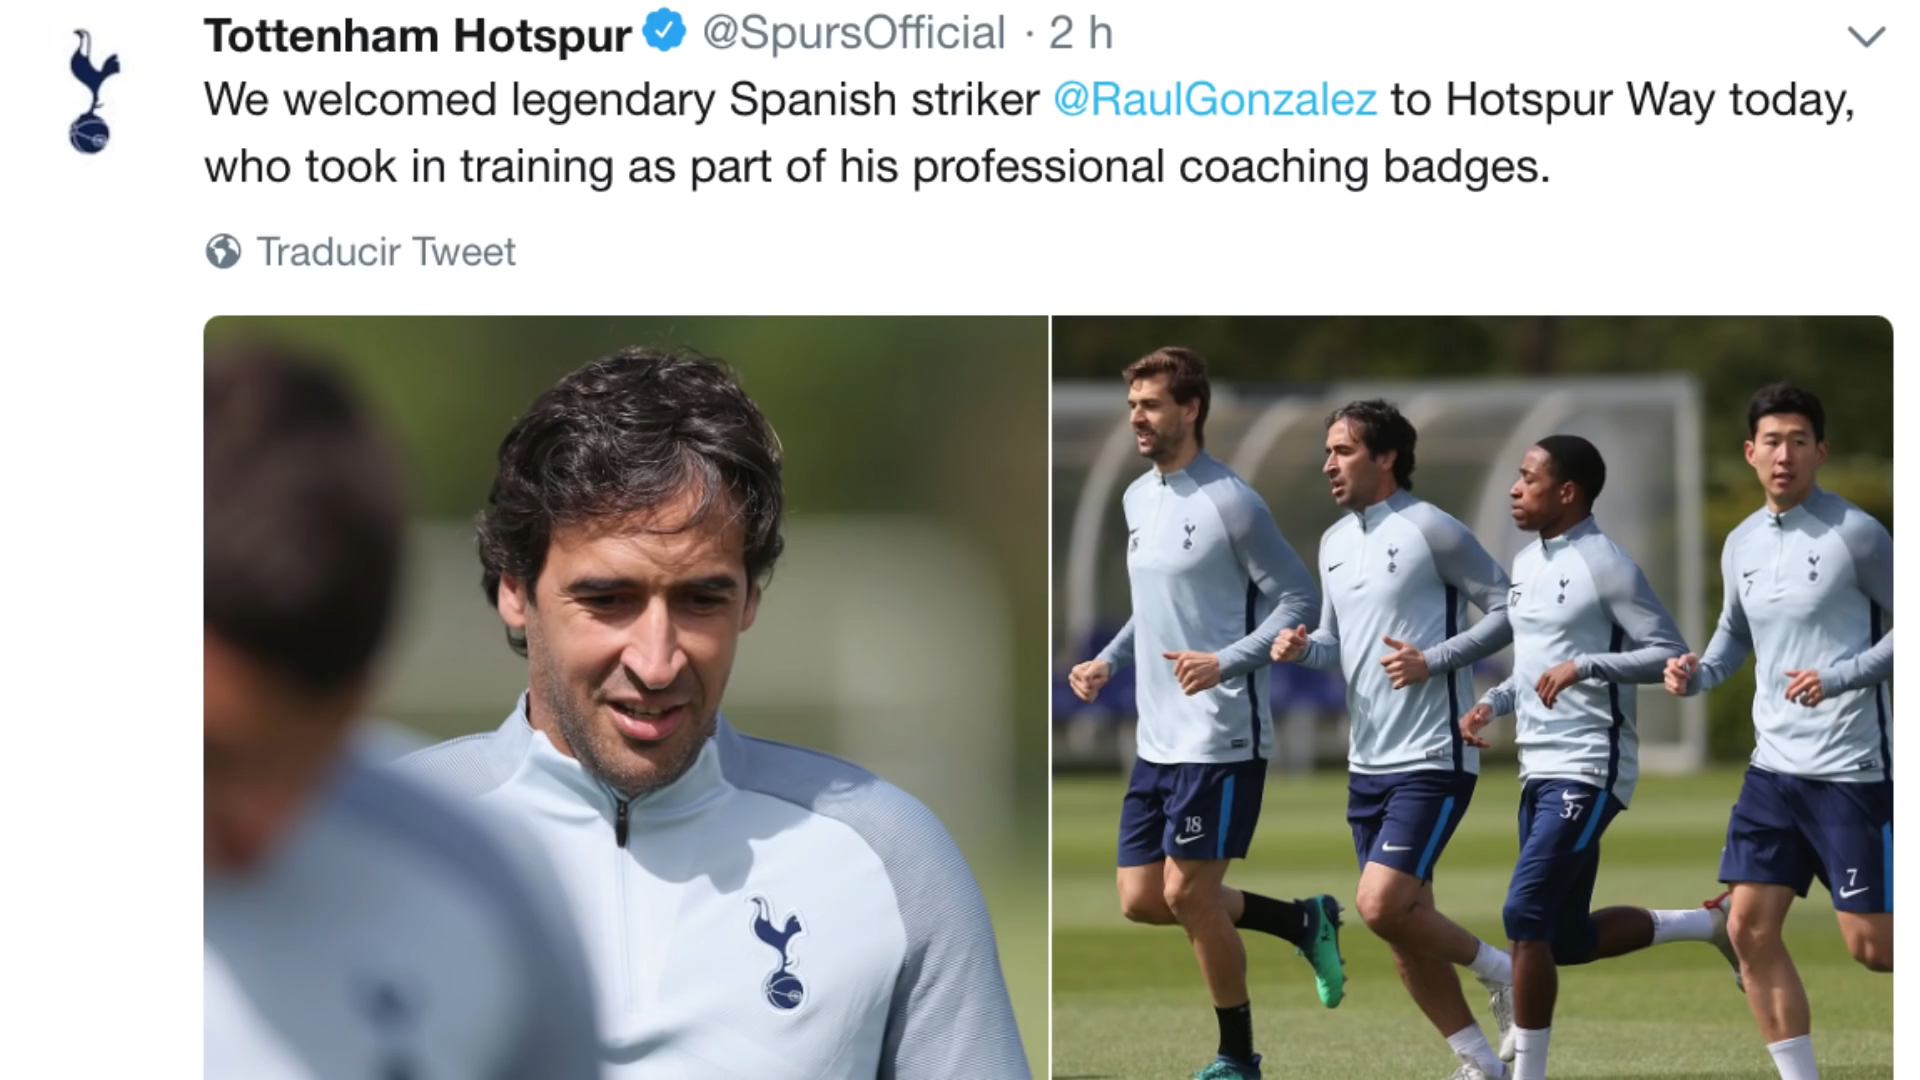 Tottenham Hotspur @SpursOfficial · 2 h
We welcomed legendary Spanish striker @RaulGonzalez to Hotspur Way today,
who took in training as part of his professional coaching badges.
Traducir Tweet
18
37
7
7